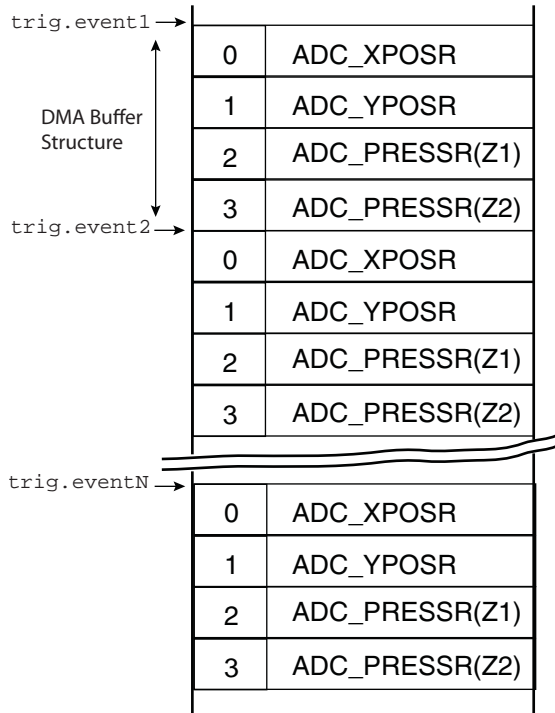 trig.event1
0 ADC_XPOSR
DMA Buffer
Structure
1 ADC_YPOSR
2 ADC_PRESSR(Z1)
3 ADC_PRESSR(Z2)
trig.event2
0 ADC_XPOSR
1 ADC_YPOSR
2 ADC_PRESSR(Z1)
3 ADC_PRESSR(Z2)
trig.eventN
0 ADC_XPOSR
1 ADC_YPOSR
2 ADC_PRESSR(Z1)
3 ADC_PRESSR(Z2)